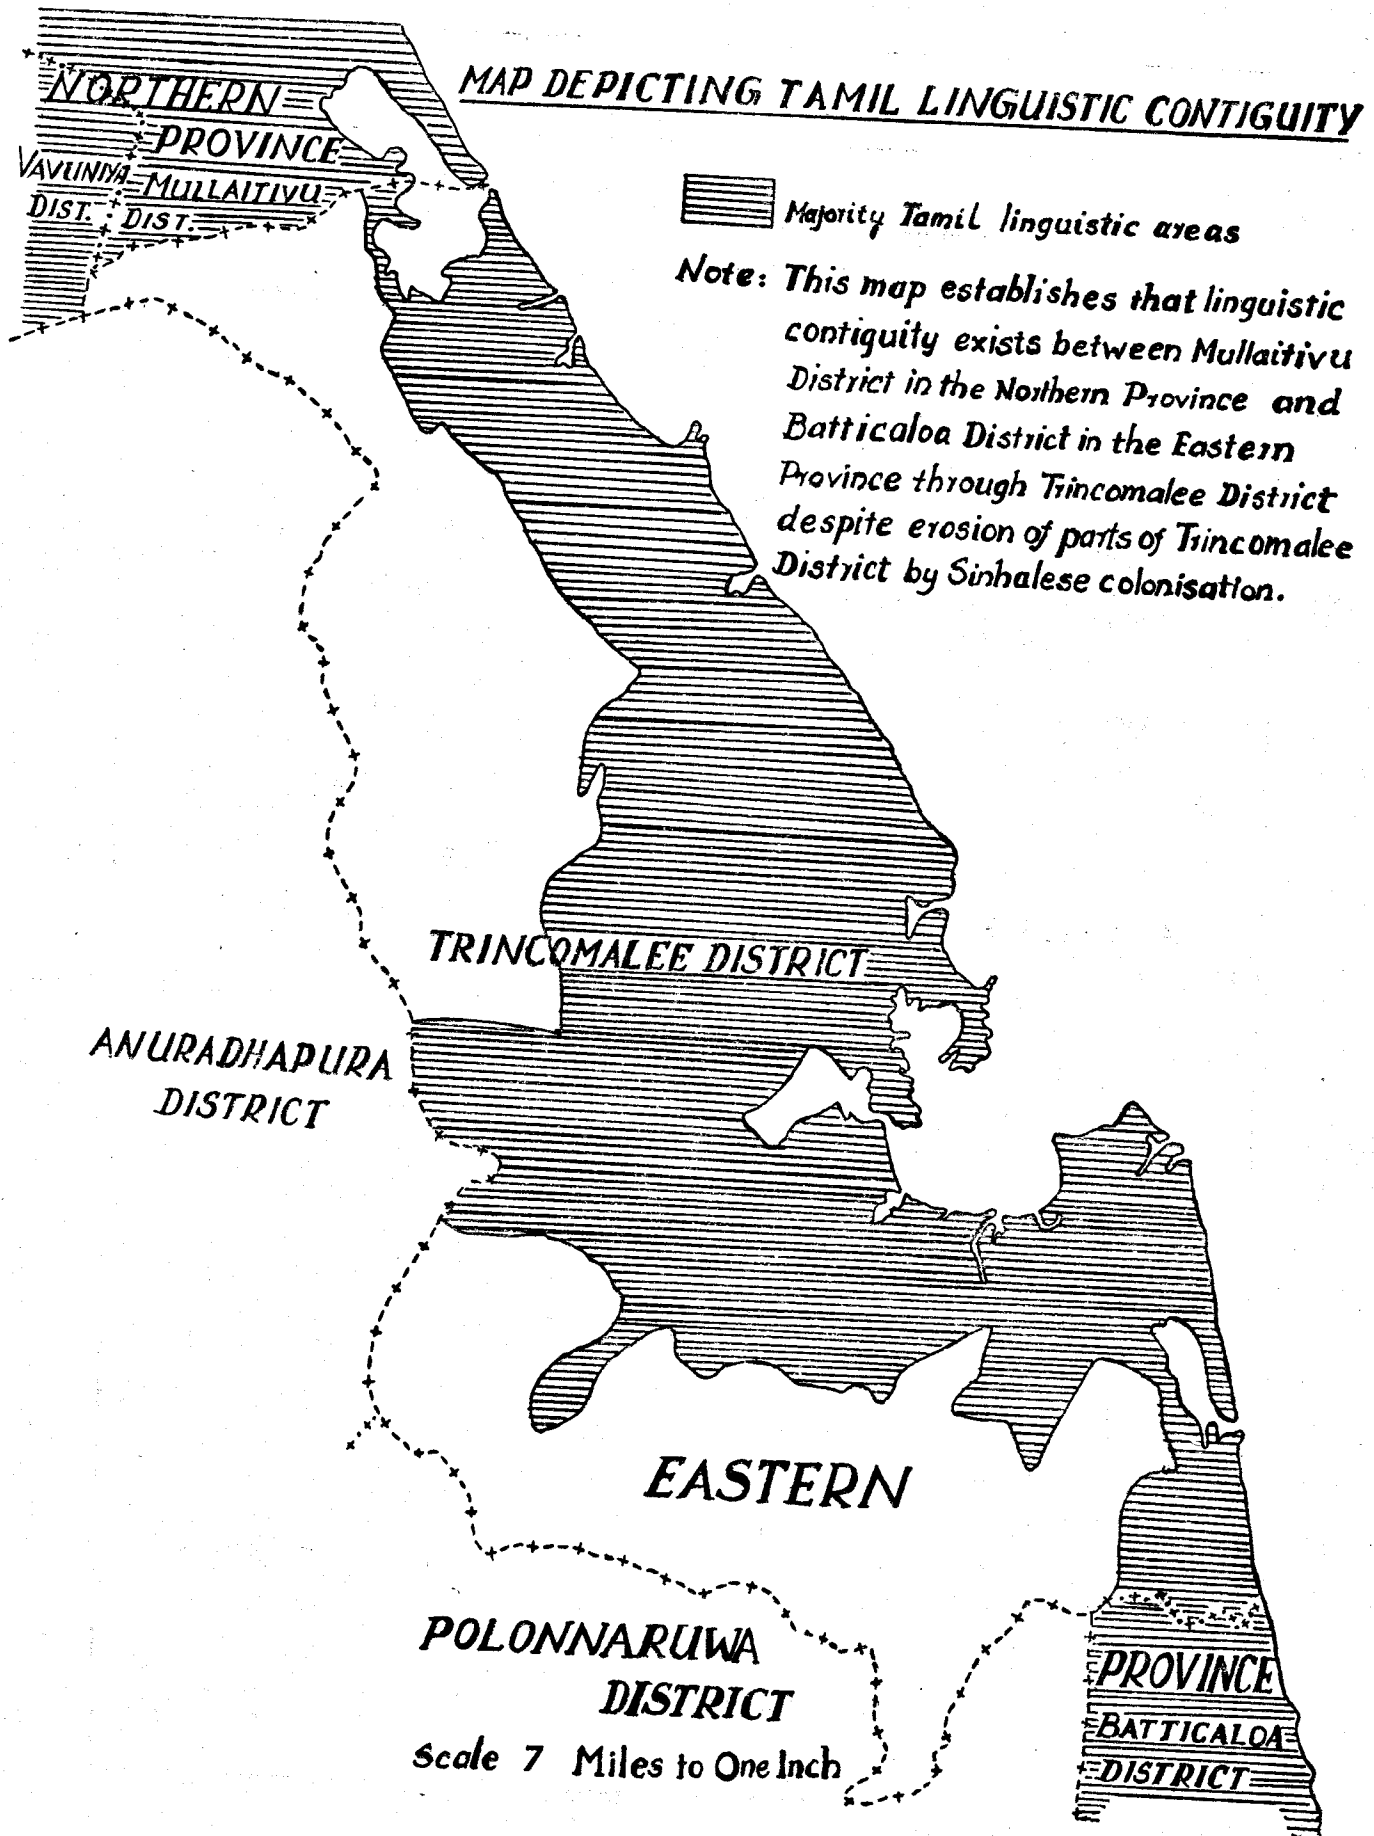 MAP DEPICTING TAMIL LINGUISTIC CONTIGUITY
NORTHERN
PROVINCE
VAVUNIYA
DIST.
MULLAITIVU
DIST.
Majority Tamil linguistic areas
Note: This map establishes that linguistic
contiguity exists between Mullaitivu
District in the Northern Province and
Batticaloa District in the Eastern
Province through Trincomalee District
despite erosion of parts of Trincomalee
District by Sinhalese colonisation.
TRINCOMALEE DISTRICT
ANURADHAPURA
DISTRICT
EASTERN
POLONNARUWA
DISTRICT
Scale 7 Miles to One Inch
PROVINCE
BATTICALOA
DISTRICT